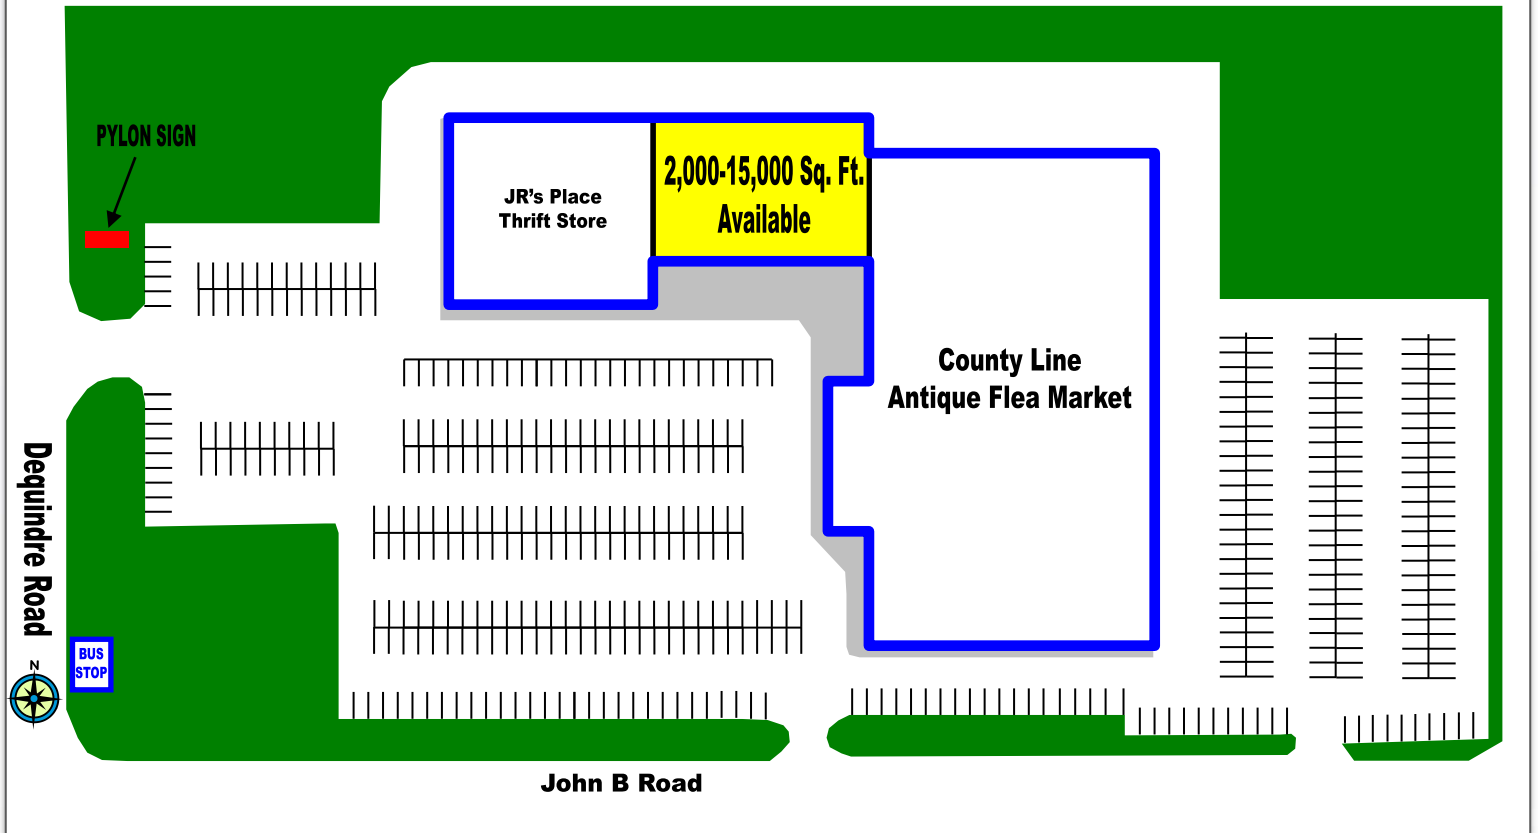 PYLON SIGN
JR’s Place
Thrift Store
2,000-15,000 Sq. Ft.
Available
County Line
Antique Flea Market
Dequindre Road
BUS
STOP
N
John B Road